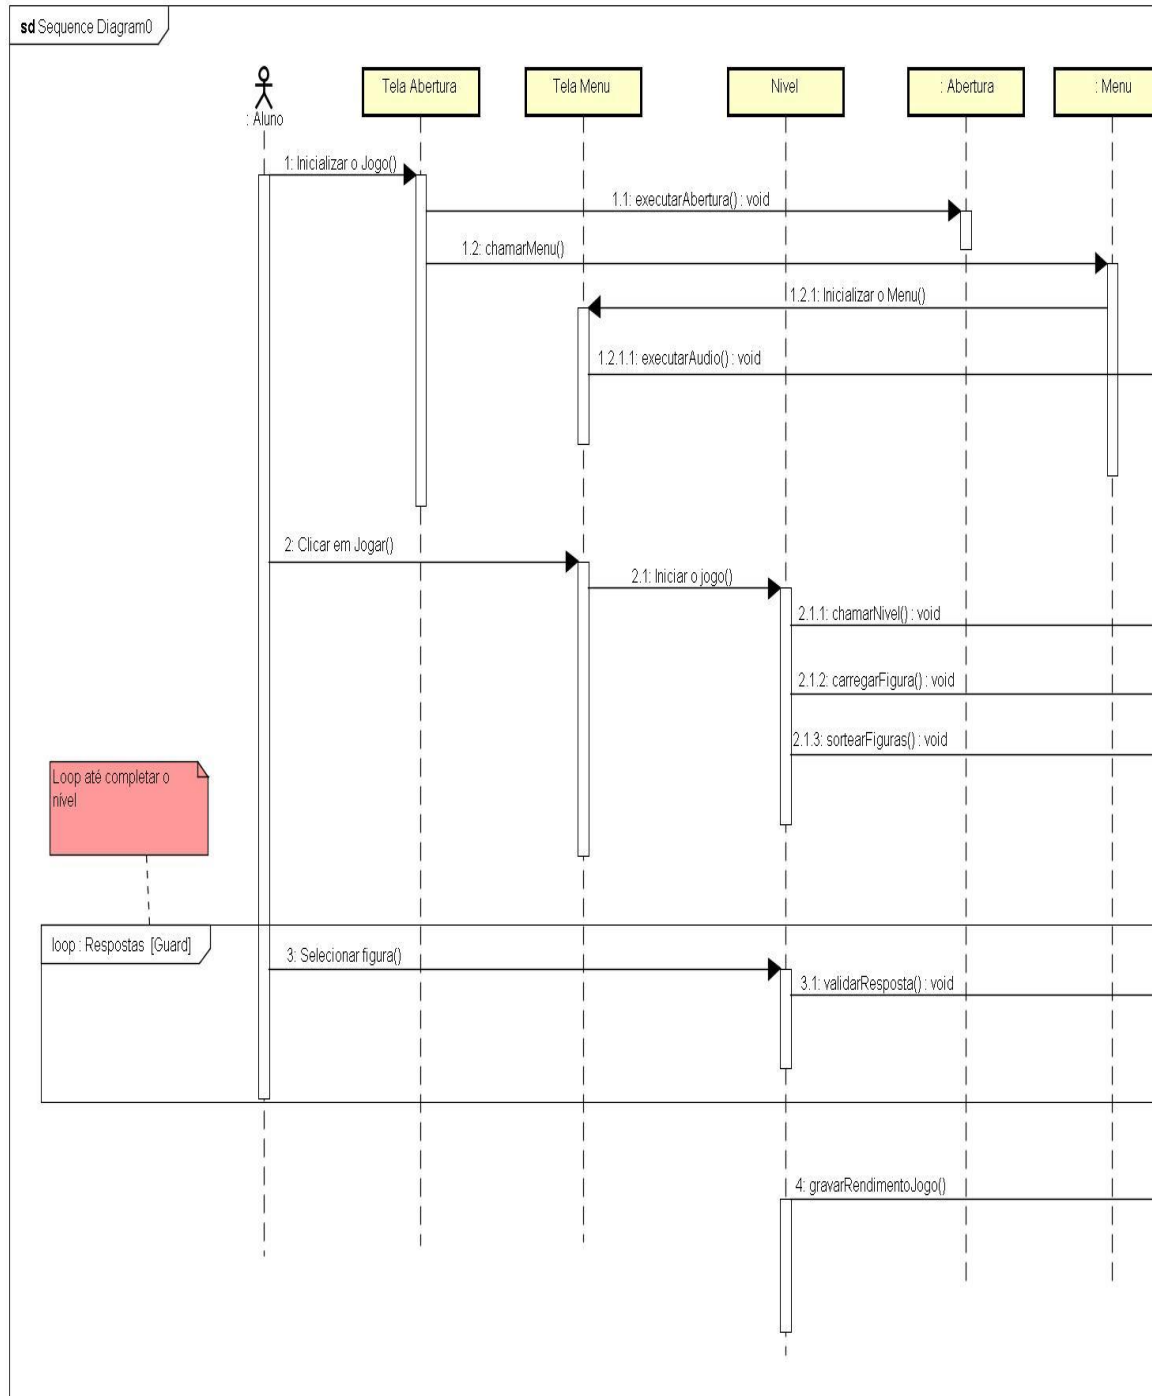 sd Sequence Diagram0
: Aluno
Tela Abertura
Tela Menu
Nivel
: Abertura
: Menu
1: Inicializar o Jogo()
1.1: executarAbertura() : void
1.2: chamarMenu()
1.2.1: Inicializar o Menu()
1.2.1.1: executarAudio() : void
2: Clicar em Jogar()
2.1: Iniciar o jogo()
2.1.1: chamarNivel() : void
2.1.2: carregarFigura() : void
2.1.3: sortearFiguras() : void
Loop até completar o
nível
loop : Respostas [Guard]
3: Selecionar figura()
3.1: validarResposta() : void
4: gravarRendimentoJogo()